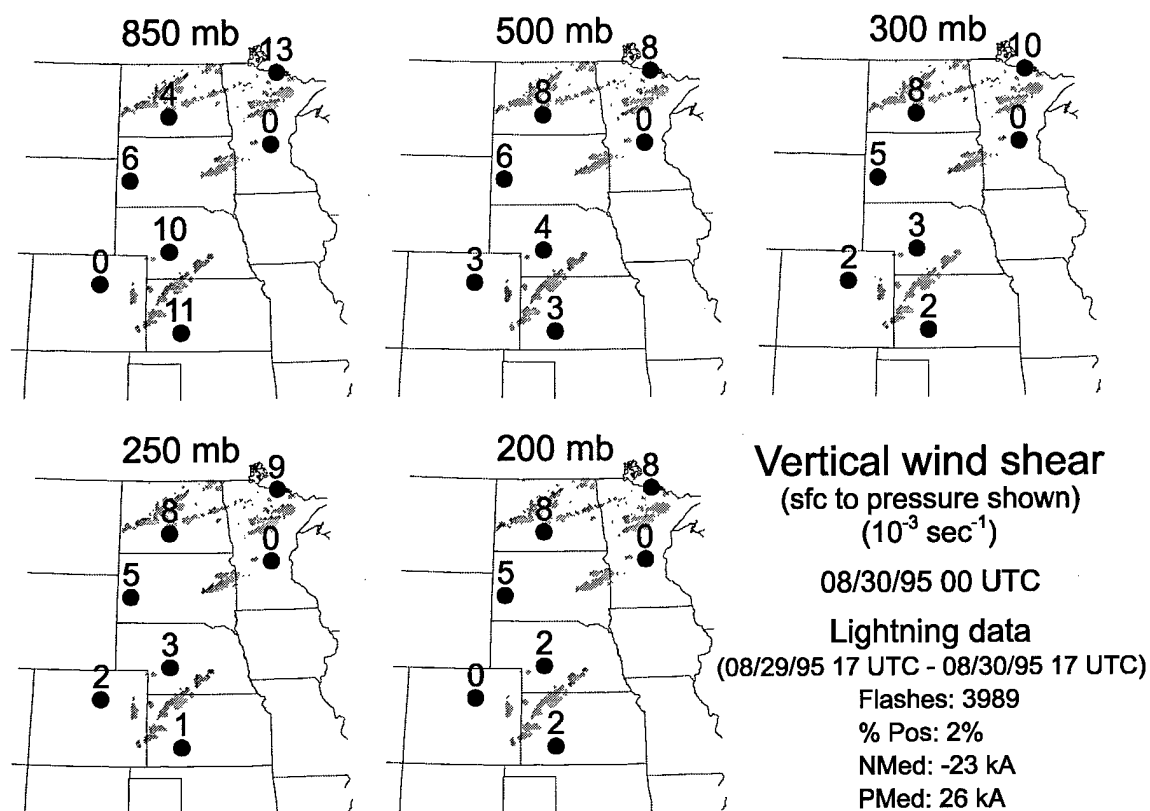 850 mb
13
4
0
6
10
0
11
500 mb
8
8
0
6
4
3
3
300 mb
10
8
0
5
3
2
2
250 mb
9
8
0
5
3
2
1
200 mb
8
8
0
5
2
0
2
Vertical wind shear
(sfc to pressure shown)
(10⁻³ sec⁻¹)
08/30/95 00 UTC
Lightning data
(08/29/95 17 UTC - 08/30/95 17 UTC)
Flashes: 3989
% Pos: 2%
NMed: -23 kA
PMed: 26 kA